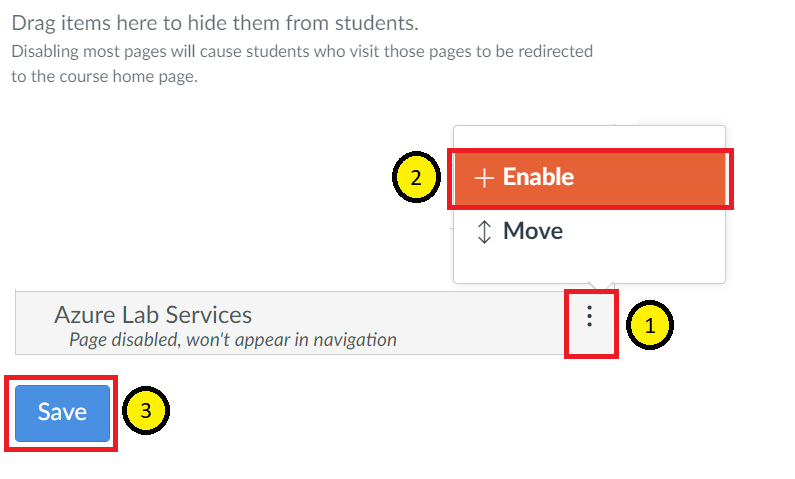 Drag items here to hide them from students.
Disabling most pages will cause students who visit those pages to be redirected
to the course home page.
2
+ Enable
Move
Azure Lab Services
Page disabled, won't appear in navigation
1
Save
3